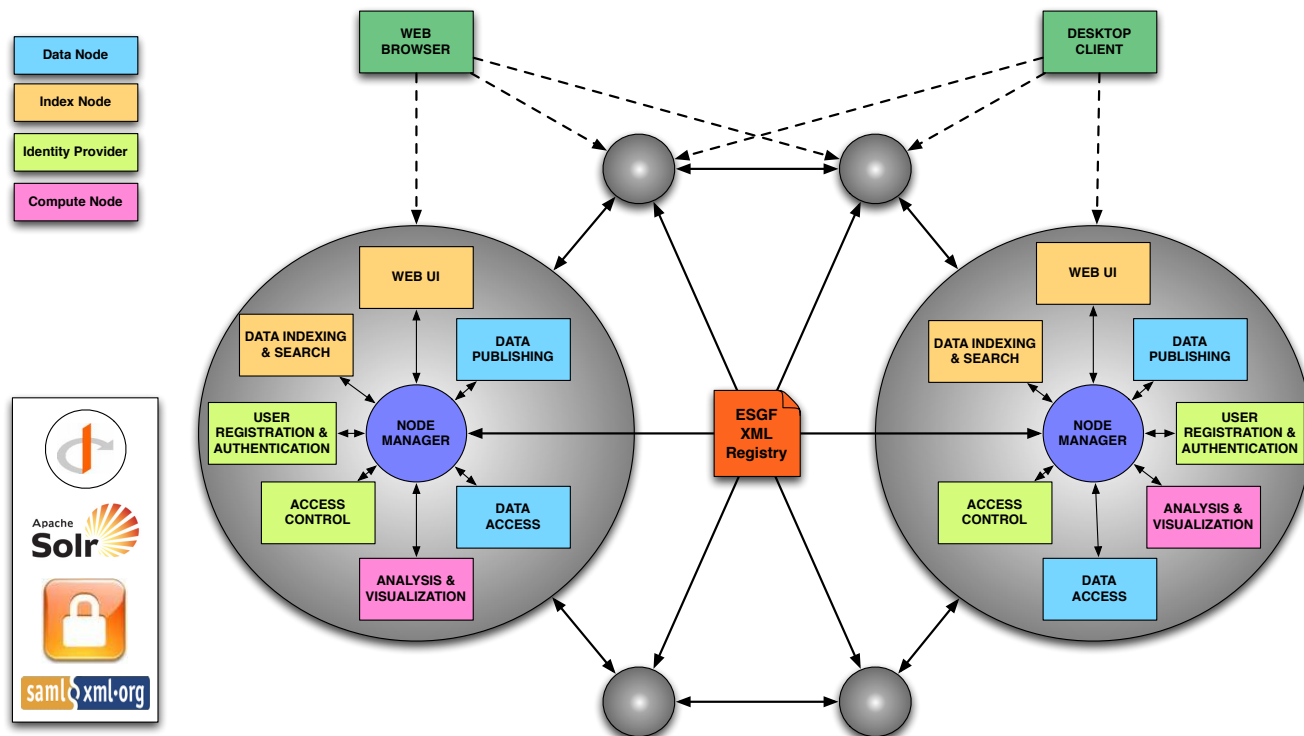 WEB
BROWSER
DESKTOP
CLIENT
Data Node
Index Node
Identity Provider
Compute Node
WEB UI
DATA INDEXING
& SEARCH
DATA
PUBLISHING
USER
REGISTRATION &
AUTHENTICATION
NODE
MANAGER
ACCESS
CONTROL
DATA
ACCESS
ANALYSIS &
VISUALIZATION
ESGF
XML
Registry
WEB UI
DATA INDEXING
& SEARCH
DATA
PUBLISHING
NODE
MANAGER
USER
REGISTRATION &
AUTHENTICATION
ACCESS
CONTROL
ANALYSIS &
VISUALIZATION
DATA
ACCESS
Apache
Solr
saml xml.org